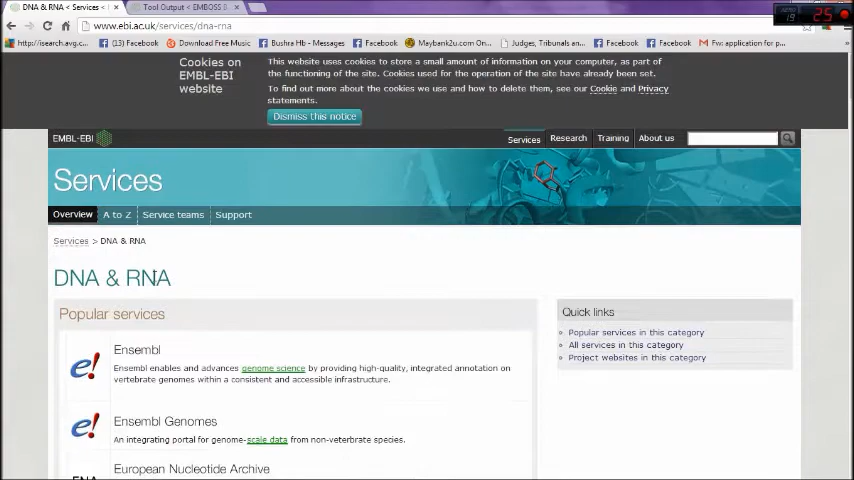 DNA & RNA < Services <
Tool Output < EMBOSS B
25
19
www.ebi.ac.uk/services/dna-rna
http://isearch.avg.c...
(13) Facebook
Download Free Music
Bushra Hb - Messages
Facebook
Maybank2u.com Onl...
Judges, Tribunals an...
Facebook
Facebook
Fw: application for p...
Cookies on
EMBL-EBI
website
This website uses cookies to store a small amount of information on your computer, as part of
the functioning of the site. Cookies used for the operation of the site have already been set.
To find out more about the cookies we use and how to delete them, see our Cookie and Privacy
statements.
Dismiss this notice
EMBL-EBI
Services Research Training About us
Services
Overview A to Z Service teams Support
Services > DNA & RNA
DNA & RNA
Popular services
Ensembl
Ensembl enables and advances genome science by providing high-quality, integrated annotation on
vertebrate genomes within a consistent and accessible infrastructure.
Ensembl Genomes
An integrating portal for genome-scale data from non-veterbrate species.
European Nucleotide Archive
Quick links
Popular services in this category
All services in this category
Project websites in this category